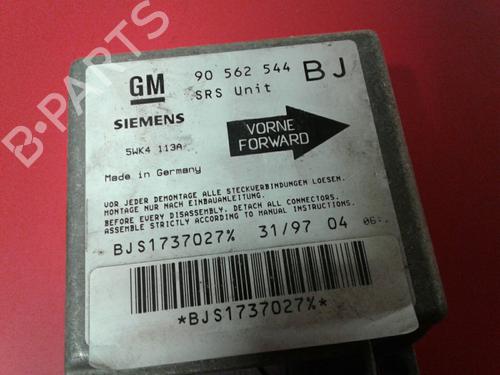 GM
90 562 544 BJ
SRS Unit
SIEMENS
5WK4 113A
VORNE
FORWARD
Made in Germany
VOR JEDER DEMONTAGE ALLE STECKVERBINDUNGEN LOESEN.
MONTAGE NUR NACH EINBAUANLEITUNG.
BEFORE EVERY DISASSEMBLY, DETACH ALL CONNECTORS.
ASSEMBLE STRICTLY ACCORDING TO MANUAL INSTRUCTIONS.
BJS1737027% 31/97 04
*BJS1737027%*
B-PARTS